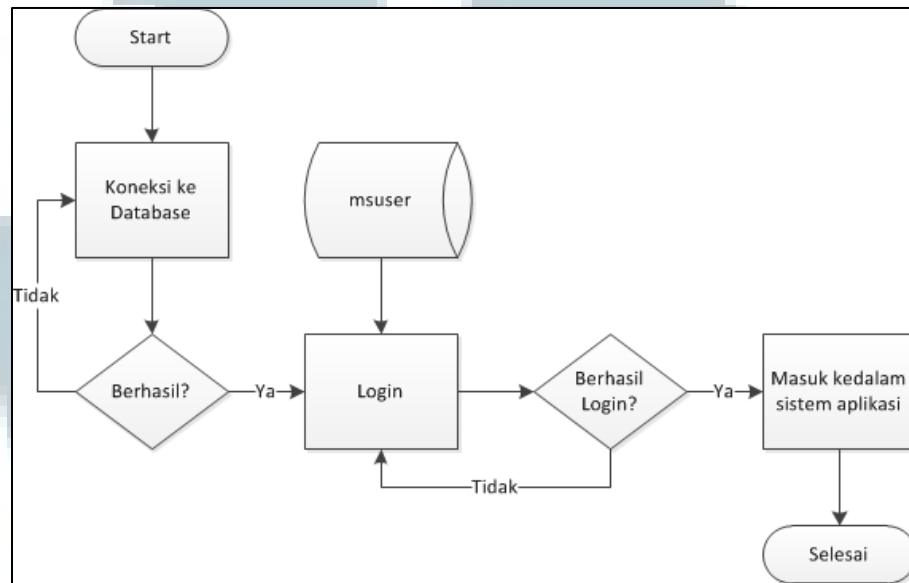 Start
Koneksi ke
Database
msuser
Tidak
Berhasil?
Ya
Login
Berhasil
Login?
Ya
Masuk kedalam
sistem aplikasi
Tidak
Selesai